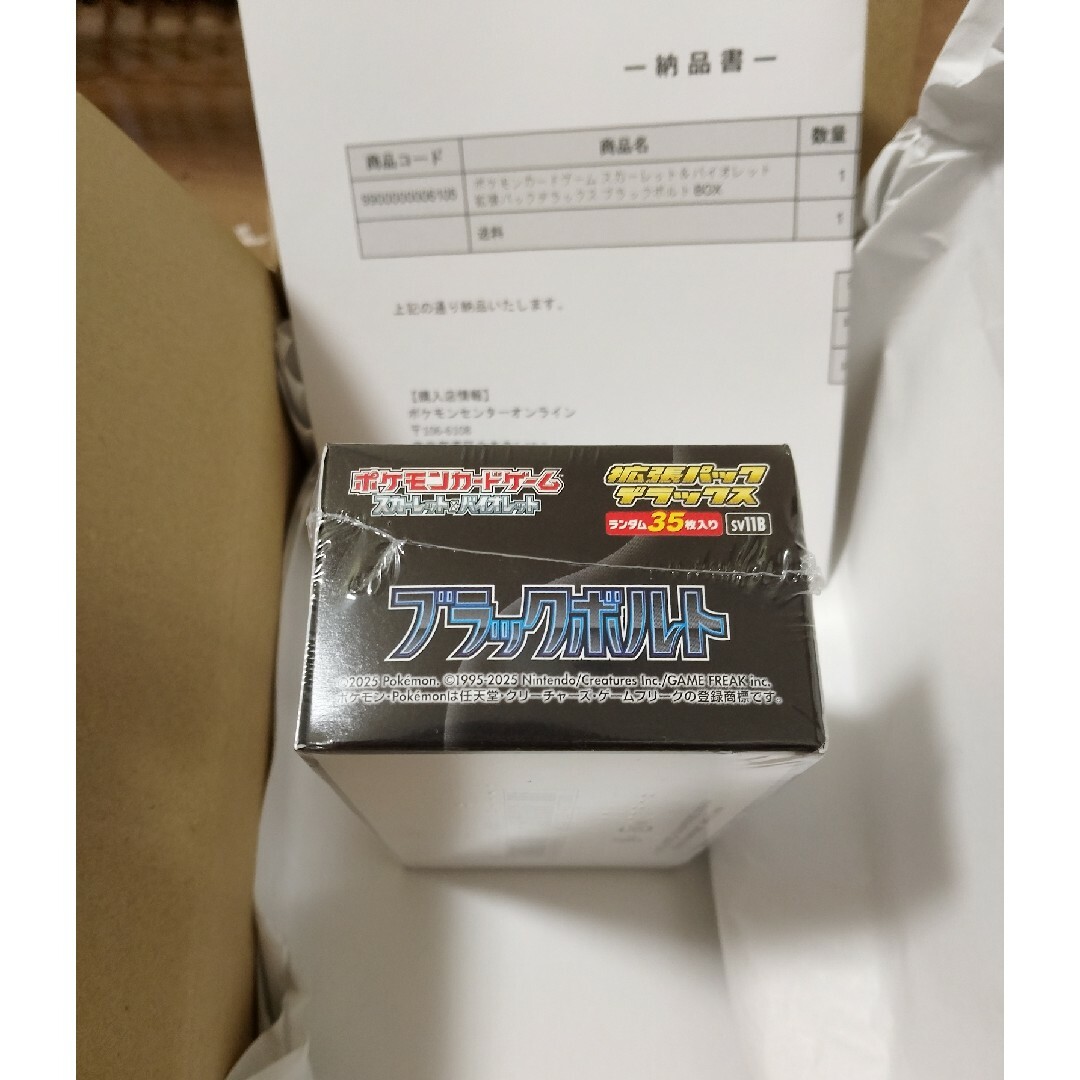 ー納品書ー
商品コード 商品名 数量
9900000006105 ポケモンカードゲーム スカーレット&バイオレット 1
拡張パックデラックス ブラックボルト BOX
送料 1
上記の通り納品いたします。
【購入店情報】
ポケモンセンターオンライン
〒106-6108
ポケモンカードゲーム
スカーレット&バイオレット
拡張パック
デラックス
ランダム35枚入り SV11B
ブラックボルト
©2025 Pokémon. ©1995-2025 Nintendo/Creatures Inc./GAME FREAK inc.
ポケモン・Pokémonは任天堂・クリーチャーズ・ゲームフリークの登録商標です。